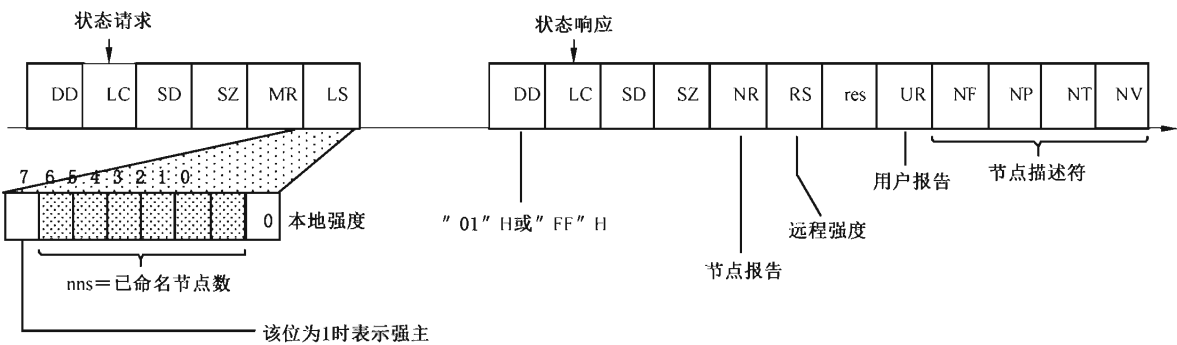 状态请求
状态响应
DD LC SD SZ MR LS
DD LC SD SZ NR RS res UR NF NP NT NV
7 6 5 4 3 2 1 0
0 本地强度
nns=已命名节点数
该位为1时表示强主
"01"H或"FF"H
节点报告
远程强度
用户报告
节点描述符